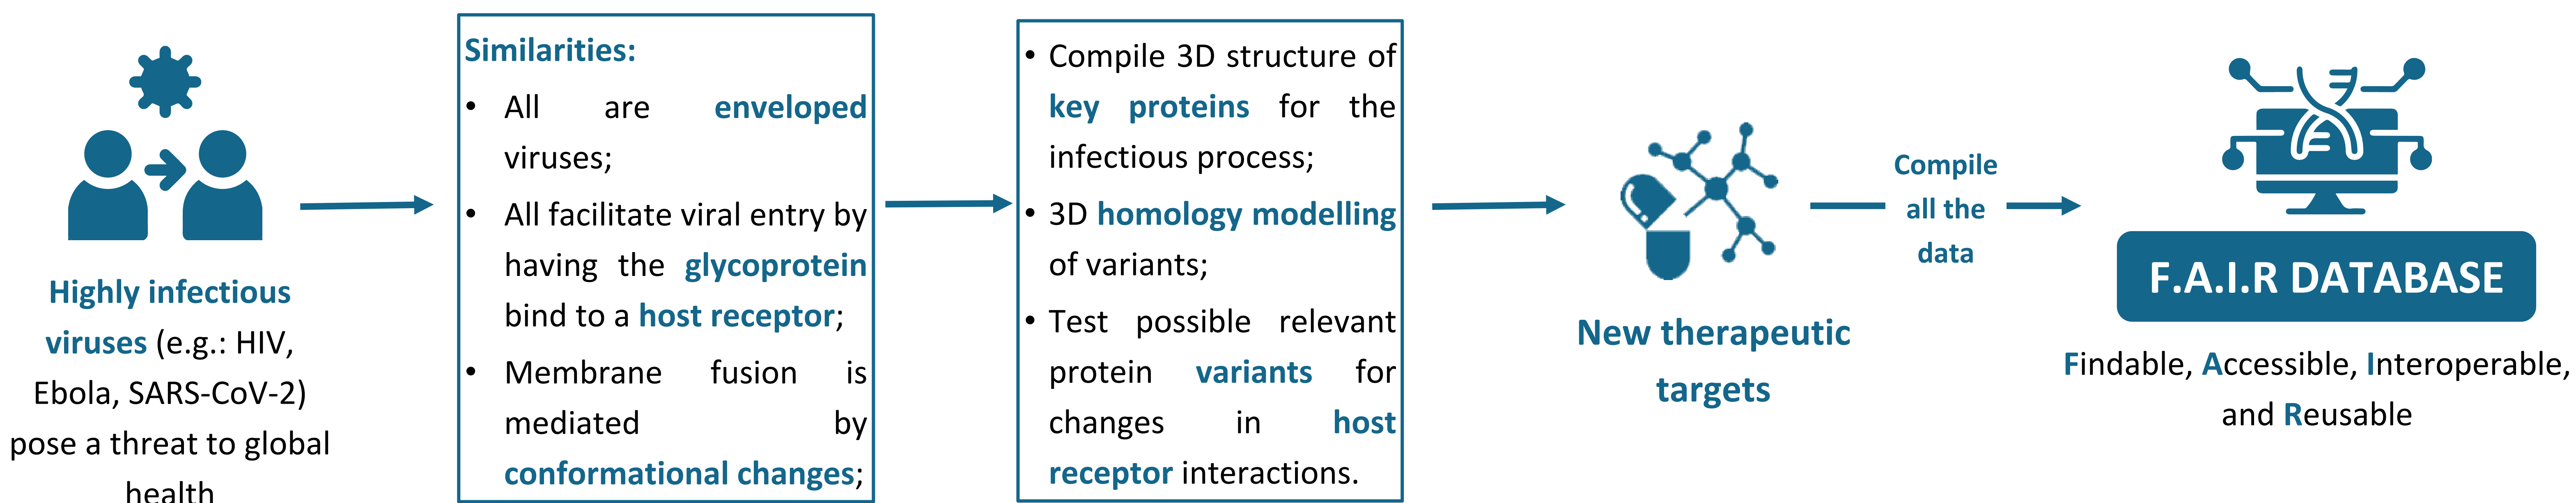 Highly infectious
viruses (e.g.: HIV,
Ebola, SARS-CoV-2)
pose a threat to global
health
Similarities:
• All are enveloped
viruses;
• All facilitate viral entry by
having the glycoprotein
bind to a host receptor;
• Membrane fusion is
mediated by
conformational changes;
• Compile 3D structure of
key proteins for the
infectious process;
• 3D homology modelling
of variants;
• Test possible relevant
protein variants for
changes in host
receptor interactions.
New therapeutic
targets
Compile
all the
data
F.A.I.R DATABASE
Findable, Accessible, Interoperable,
and Reusable